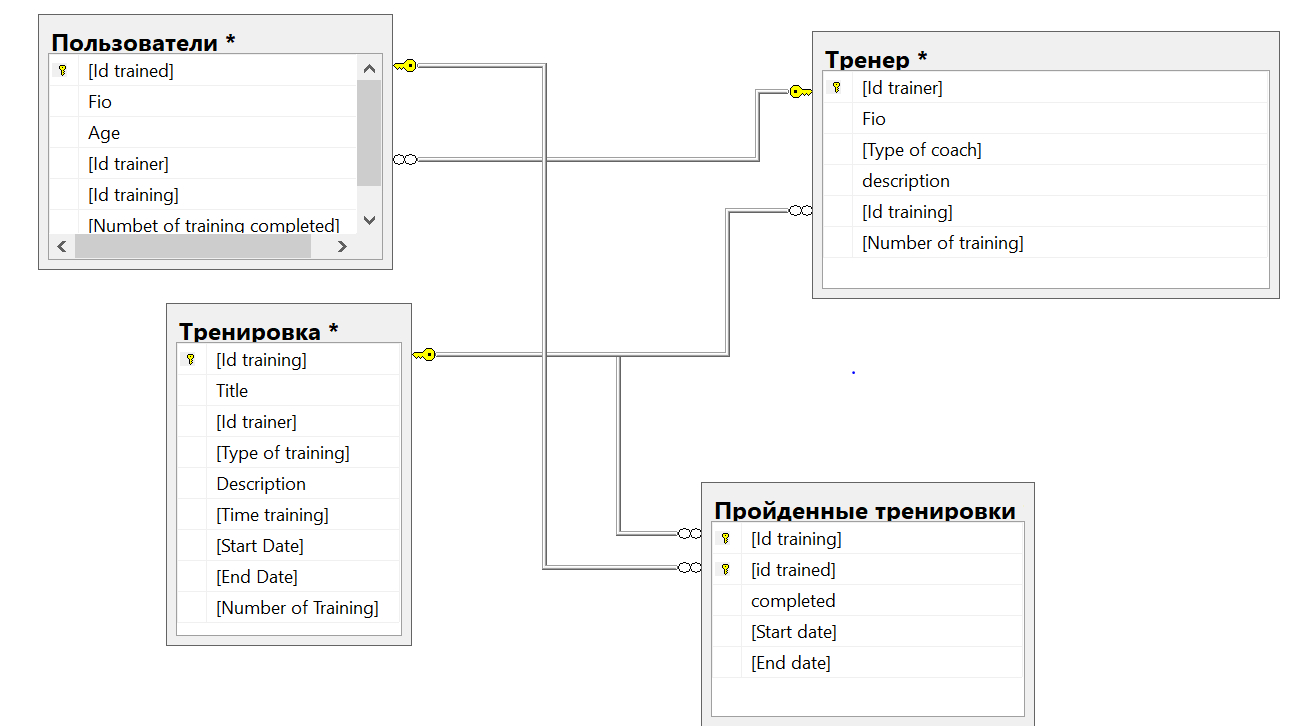 Пользователи *
[Id trained]
Fio
Age
[Id trainer]
[Id training]
[Numbet of training completed]
Тренер *
[Id trainer]
Fio
[Type of coach]
description
[Id training]
[Number of training]
Тренировка *
[Id training]
Title
[Id trainer]
[Type of training]
Description
[Time training]
[Start Date]
[End Date]
[Number of Training]
Пройденные тренировки
[Id training]
[id trained]
completed
[Start date]
[End date]